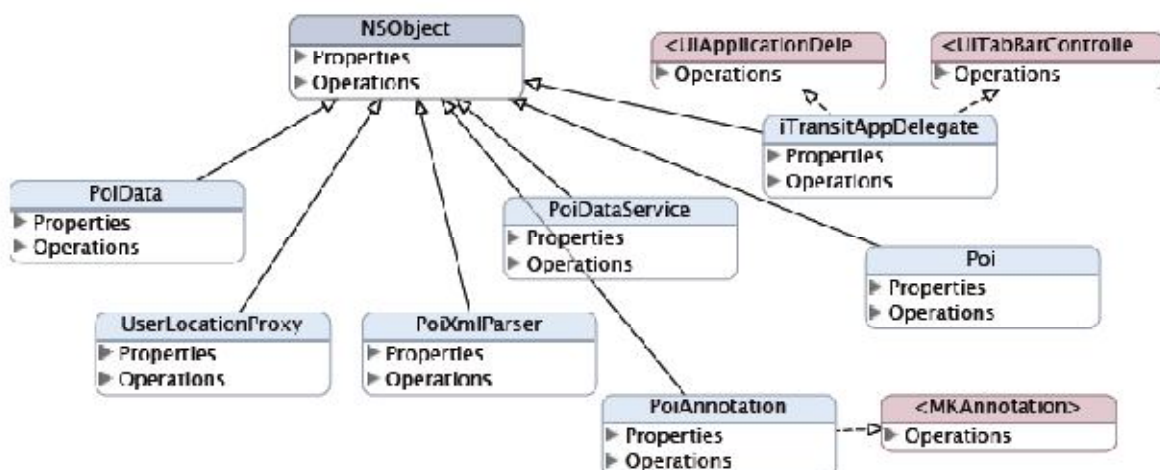 NSObject
Properties
Operations
<UIApplicationDele
Operations
<UITabBarControlle
Operations
iTransitAppDelegate
Properties
Operations
PoiData
Properties
Operations
PoiDataService
Properties
Operations
Poi
Properties
Operations
UserLocationProxy
Properties
Operations
PoiXmlParser
Properties
Operations
PoiAnnotation
Properties
Operations
<MKAnnotation>
Operations